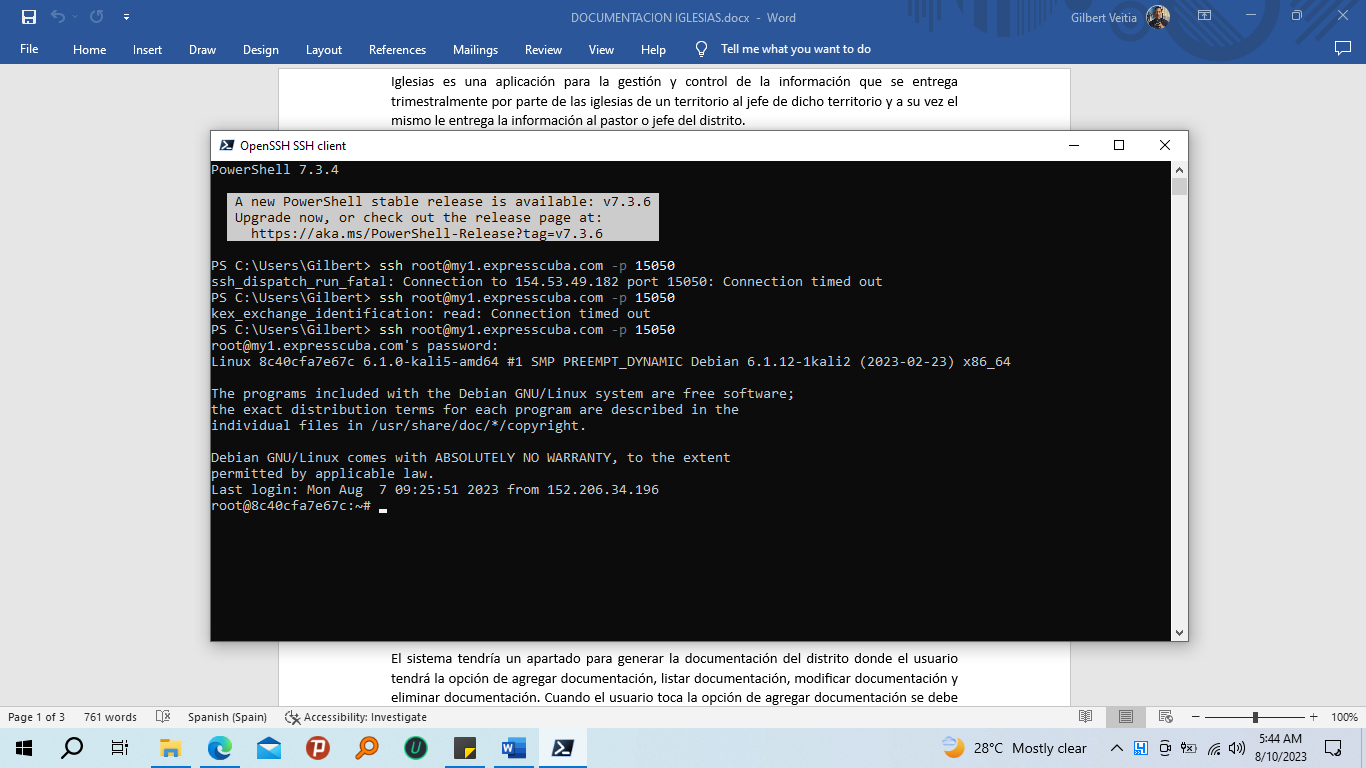 DOCUMENTACION IGLESIAS.docx - Word
Gilbert Veitia
File Home Insert Draw Design Layout References Mailings Review View Help Tell me what you want to do
Iglesias es una aplicación para la gestión y control de la información que se entrega
trimestralmente por parte de las iglesias de un territorio al jefe de dicho territorio y a su vez el
mismo le entrega la información al pastor o jefe del distrito.
OpenSSH SSH client
PowerShell 7.3.4
A new PowerShell stable release is available: v7.3.6
Upgrade now, or check out the release page at:
https://aka.ms/PowerShell-Release?tag=v7.3.6
PS C:\Users\Gilbert> ssh root@my1.expresscuba.com -p 15050
ssh_dispatch_run_fatal: Connection to 154.53.49.182 port 15050: Connection timed out
PS C:\Users\Gilbert> ssh root@my1.expresscuba.com -p 15050
kex_exchange_identification: read: Connection timed out
PS C:\Users\Gilbert> ssh root@my1.expresscuba.com -p 15050
root@my1.expresscuba.com's password:
Linux 8c40cfa7e67c 6.1.0-kali5-amd64 #1 SMP PREEMPT_DYNAMIC Debian 6.1.12-1kali2 (2023-02-23) x86_64
The programs included with the Debian GNU/Linux system are free software;
the exact distribution terms for each program are described in the
individual files in /usr/share/doc/*/copyright.
Debian GNU/Linux comes with ABSOLUTELY NO WARRANTY, to the extent
permitted by applicable law.
Last login: Mon Aug  7 09:25:51 2023 from 152.206.34.196
root@8c40cfa7e67c:~#
El sistema tendría un apartado para generar la documentación del distrito donde el usuario
tendrá la opción de agregar documentación, listar documentación, modificar documentación y
eliminar documentación. Cuando el usuario toca la opción de agregar documentación se debe
Page 1 of 3 761 words Spanish (Spain) Accessibility: Investigate 100%
28°C Mostly clear
5:44 AM
8/10/2023